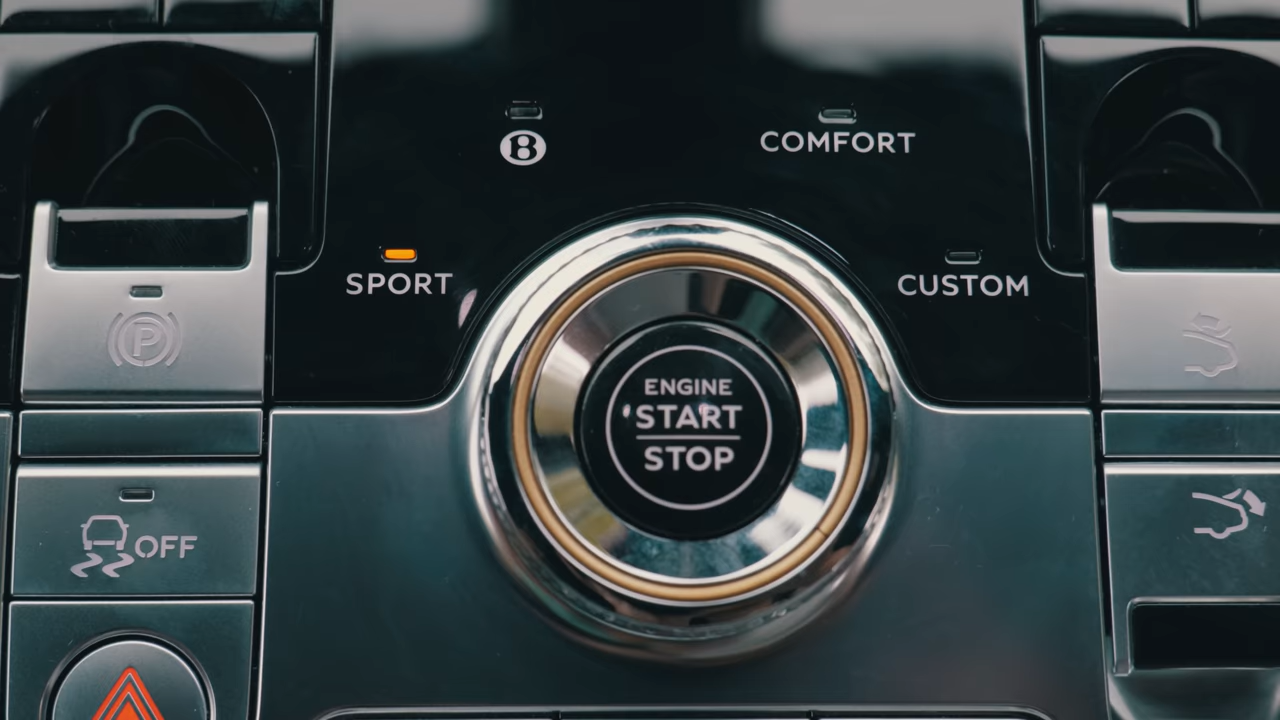 B
COMFORT
SPORT
CUSTOM
P
ENGINE
START
STOP
OFF